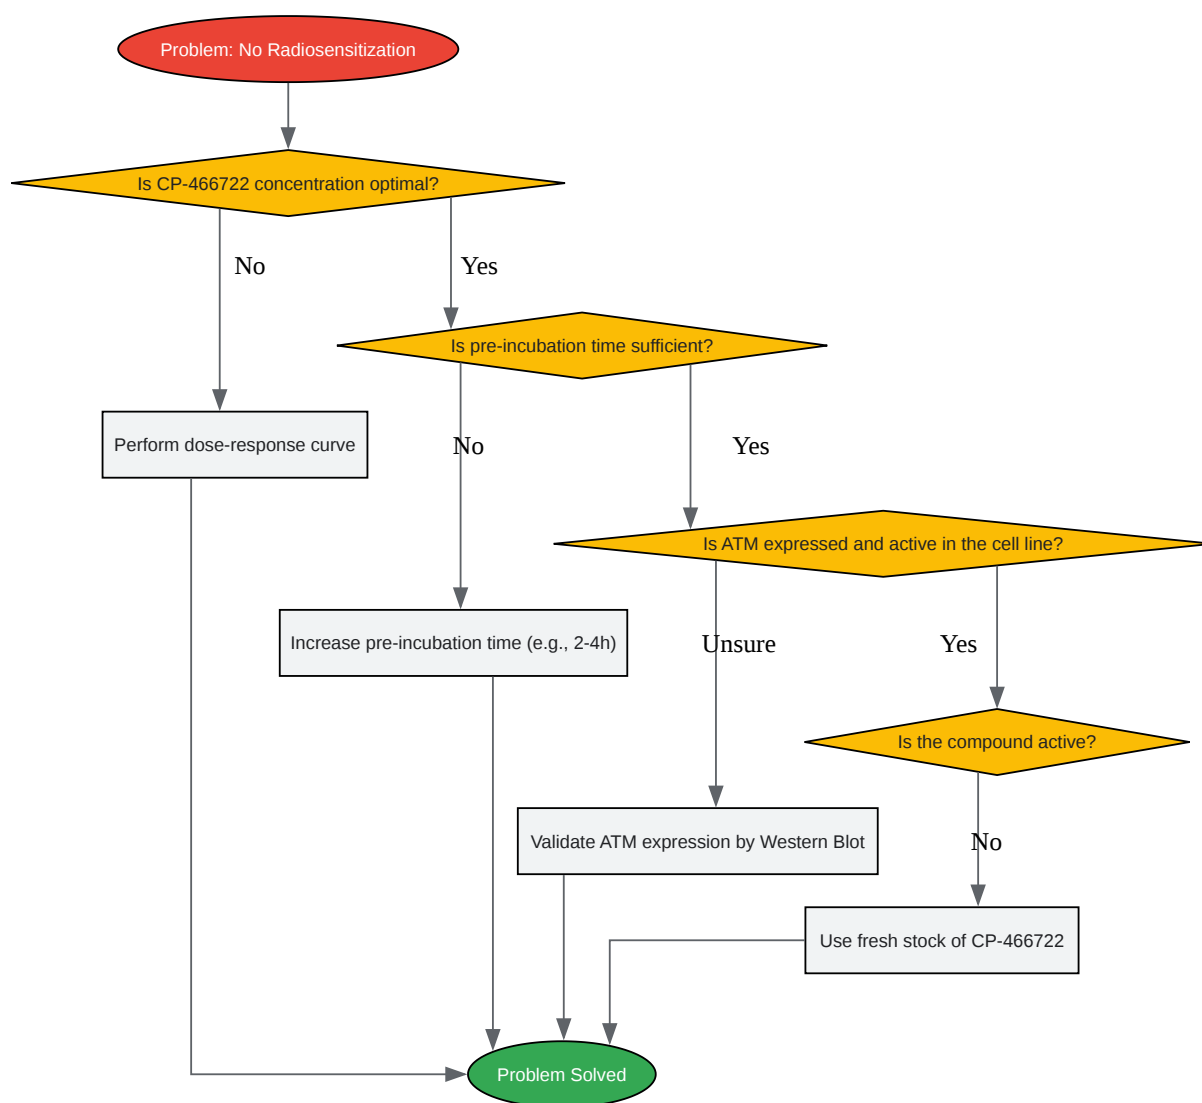 Problem: No Radiosensitization
Is CP-466722 concentration optimal?
No
Yes
Is pre-incubation time sufficient?
Perform dose-response curve
No
Yes
Is ATM expressed and active in the cell line?
Increase pre-incubation time (e.g., 2-4h)
Unsure
Yes
Is the compound active?
Validate ATM expression by Western Blot
No
Use fresh stock of CP-466722
Problem Solved